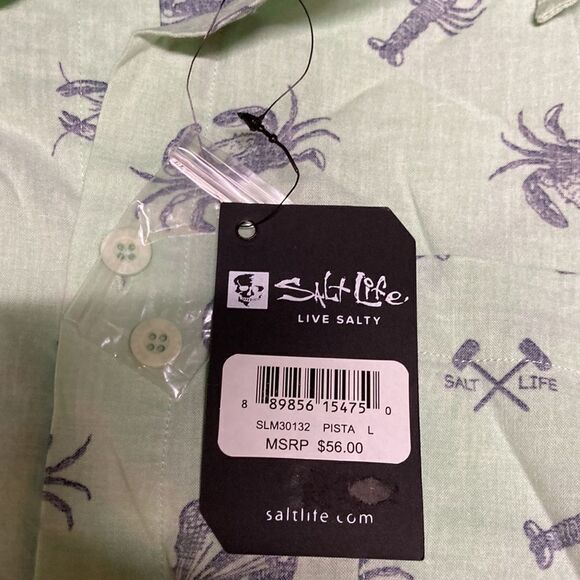 Salt Life
LIVE SALTY
8 89856 15475 0
SLM30132 PISTA L
MSRP $56.00
saltlife.com
SALT LIFE